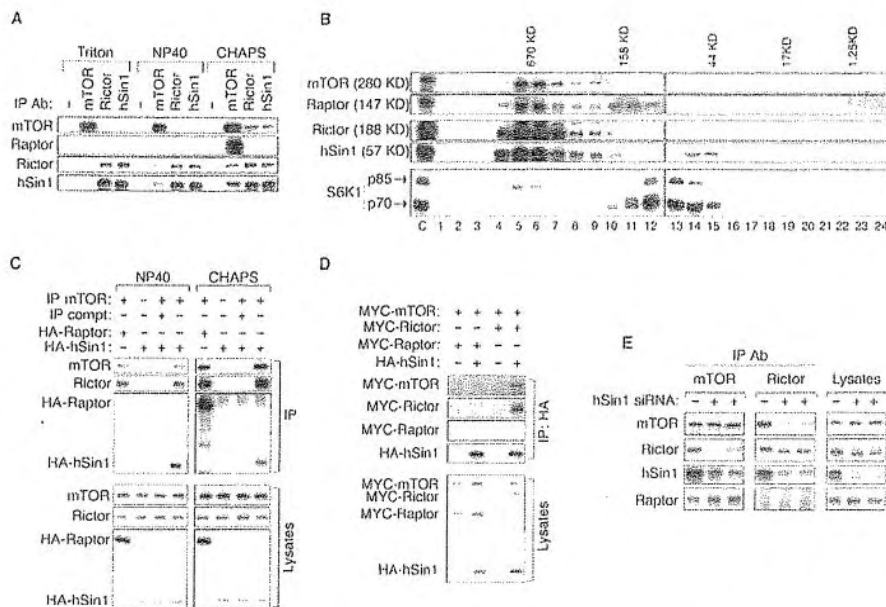 A
Triton NP40 CHAPS
IP Ab: – mTOR Rictor hSin1 – mTOR Rictor hSin1 – mTOR Rictor hSin1
mTOR
Raptor
Rictor
hSin1
B
670 KD 158 KD 44 KD 17KD 1.25KD
mTOR (280 KD)
Raptor (147 KD)
Rictor (188 KD)
hSin1 (57 KD)
S6K1: p85→
p70→
C 1 2 3 4 5 6 7 8 9 10 11 12 13 14 15 16 17 18 19 20 21 22 23 24
C
NP40 CHAPS
IP mTOR: + – + + + – + +
IP compt: – – + – – – + –
HA-Raptor: + – – – + – – –
HA-hSin1: – + + + – + + +
mTOR
Rictor
HA-Raptor
HA-hSin1
IP
mTOR
Rictor
HA-Raptor
HA-hSin1
Lysates
D
MYC-mTOR: + + + +
MYC-Rictor: – – + +
MYC-Raptor: + + – –
HA-hSin1: – + – +
MYC-mTOR
MYC-Rictor
MYC-Raptor
HA-hSin1
IP: HA
MYC-mTOR
MYC-Rictor
MYC-Raptor
HA-hSin1
Lysates
E
IP Ab
mTOR Rictor Lysates
hSin1 siRNA: – + + – + + – + +
mTOR
Rictor
hSin1
Raptor